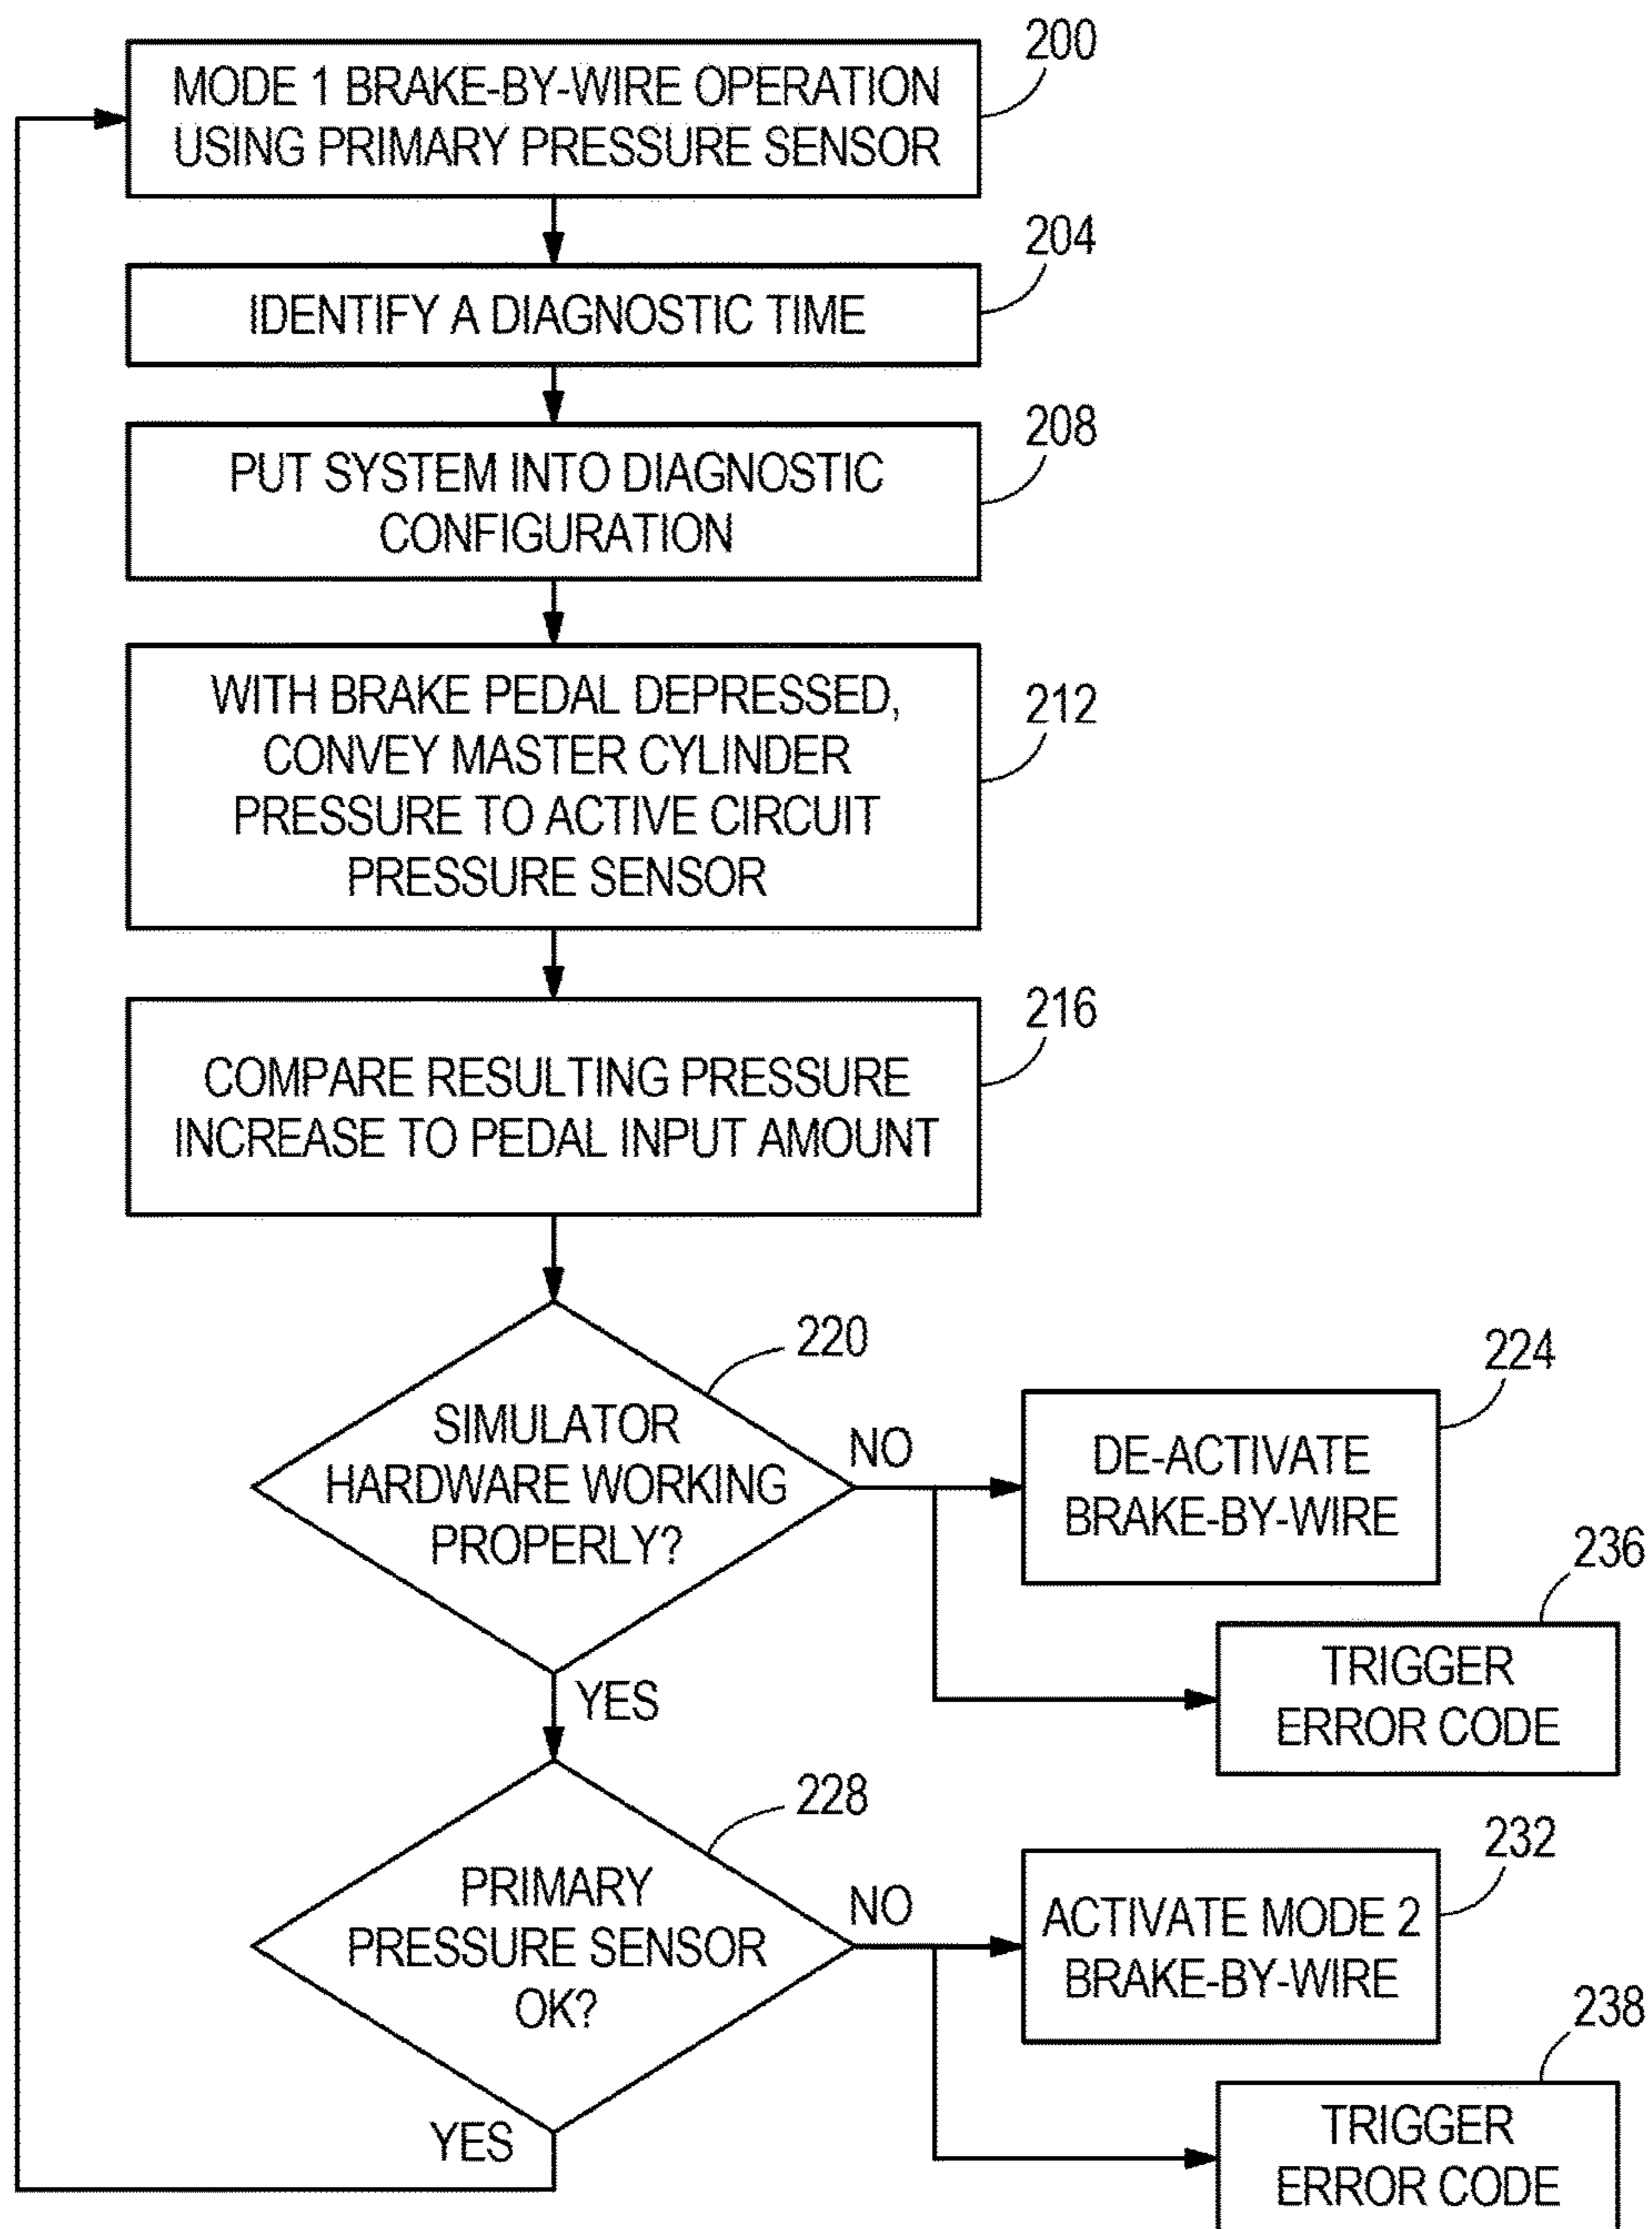 200
MODE 1 BRAKE-BY-WIRE OPERATION
USING PRIMARY PRESSURE SENSOR
204
IDENTIFY A DIAGNOSTIC TIME
208
PUT SYSTEM INTO DIAGNOSTIC
CONFIGURATION
212
WITH BRAKE PEDAL DEPRESSED,
CONVEY MASTER CYLINDER
PRESSURE TO ACTIVE CIRCUIT
PRESSURE SENSOR
216
COMPARE RESULTING PRESSURE
INCREASE TO PEDAL INPUT AMOUNT
220
SIMULATOR
HARDWARE WORKING
PROPERLY?
NO
224
DE-ACTIVATE
BRAKE-BY-WIRE
236
TRIGGER
ERROR CODE
YES
228
PRIMARY
PRESSURE SENSOR
OK?
NO
232
ACTIVATE MODE 2
BRAKE-BY-WIRE
238
TRIGGER
ERROR CODE
YES